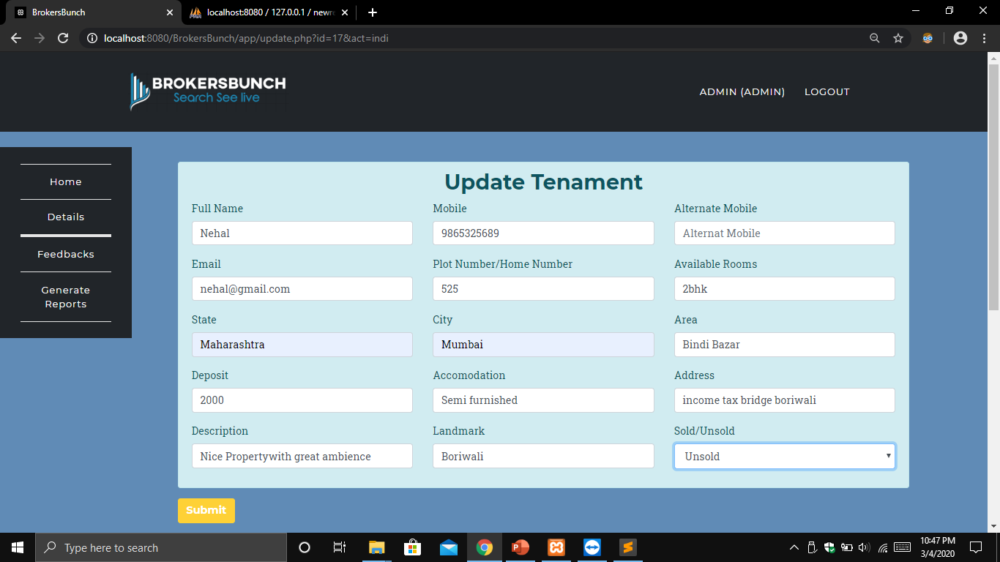 BrokersBunch
localhost:8080 / 127.0.0.1 / newre
localhost:8080/BrokersBunch/app/update.php?id=17&act=indi
BROKERSBUNCH
Search See live
ADMIN (ADMIN)
LOGOUT
Home
Details
Feedbacks
Generate
Reports
Update Tenament
Full Name
Mobile
Alternate Mobile
Nehal
9865325689
Alternat Mobile
Email
Plot Number/Home Number
Available Rooms
nehal@gmail.com
525
2bhk
State
City
Area
Maharashtra
Mumbai
Bindi Bazar
Deposit
Accomodation
Address
2000
Semi furnished
income tax bridge boriwali
Description
Landmark
Sold/Unsold
Nice Propertywith great ambience
Boriwali
Unsold
Submit
Type here to search
10:47 PM
3/4/2020